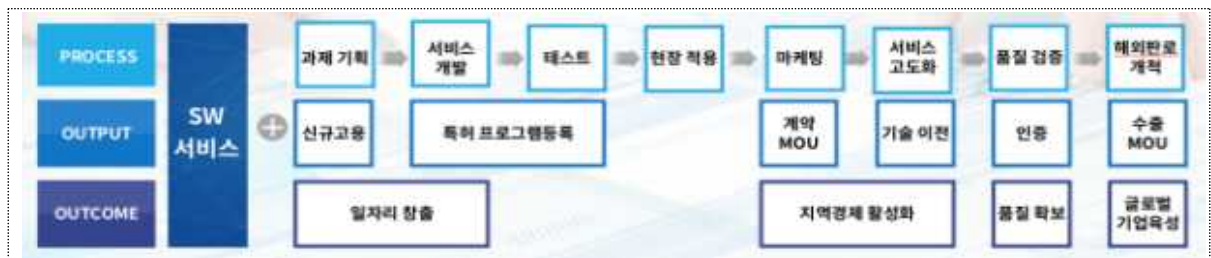 PROCESS
과제 기획
서비스
개발
테스트
현장 적용
마케팅
서비스
고도화
품질 검증
해외판로
개척
SW
서비스
OUTPUT
신규고용
특허 프로그램등록
계약
MOU
기술 이전
인증
수출
MOU
OUTCOME
일자리 창출
지역경제 활성화
품질 확보
글로벌
기업육성